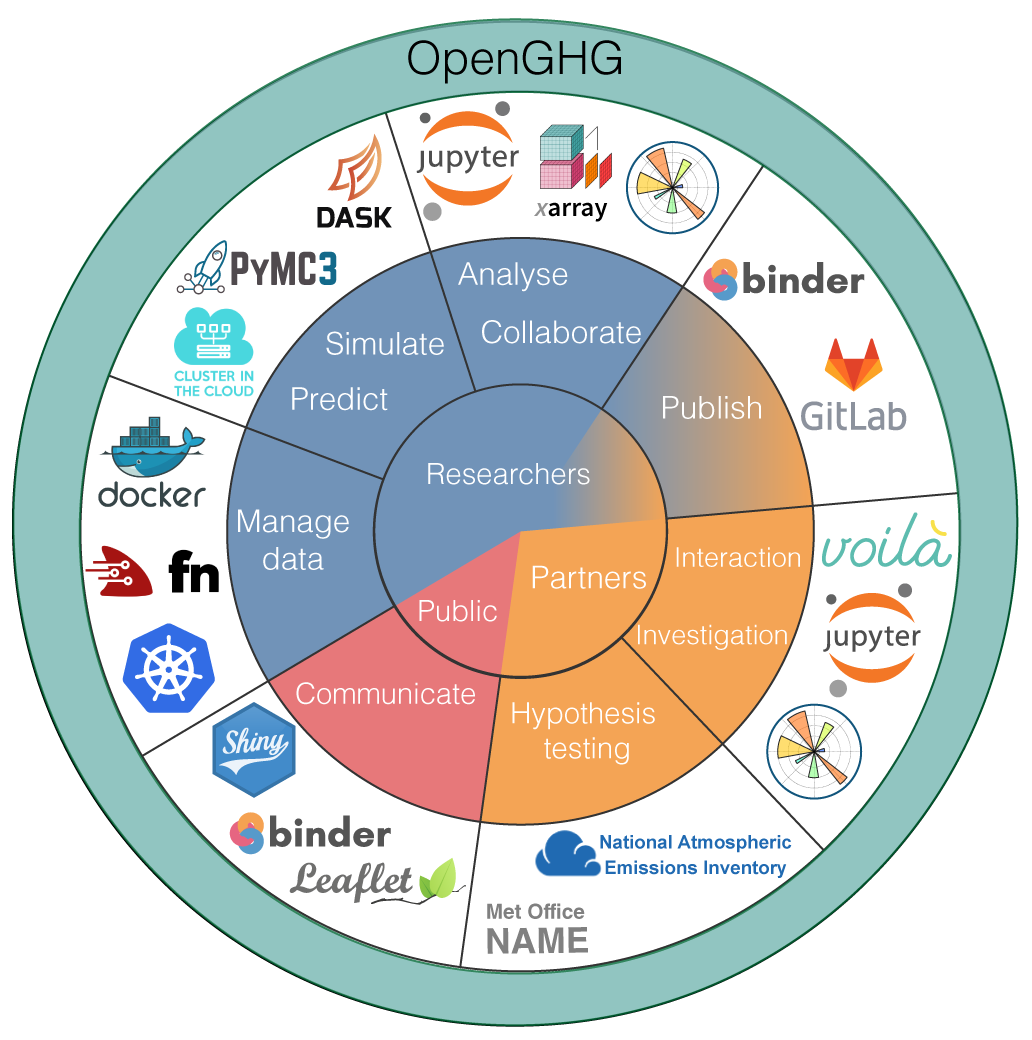 OpenGHG
jupyter
xarray
DASK
PYMC3
CLUSTER IN
THE CLOUD
binder
GitLab
Analyse
Collaborate
Simulate
Predict
Publish
docker
fn
Manage
data
Researchers
Partners
Public
Interaction
Investigation
voilà
jupyter
Communicate
Hypothesis
testing
Shiny
binder
Leaflet
National Atmospheric
Emissions Inventory
Met Office
NAME